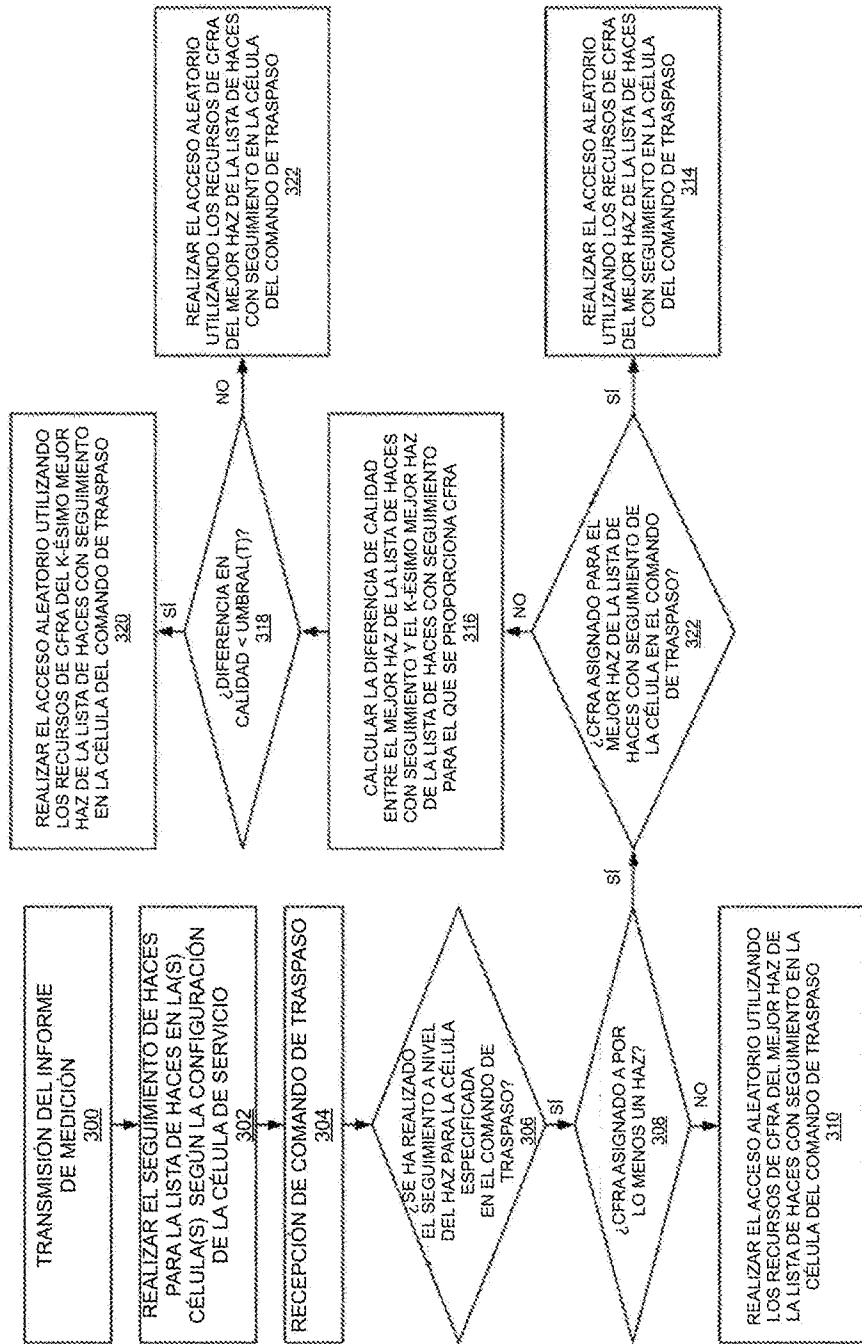 TRANSMISIÓN DEL INFORME
DE MEDICIÓN
300
REALIZAR EL SEGUIMIENTO DE HACES
PARA LA LISTA DE HACES EN LA(S)
CÉLULA(S) SEGÚN LA CONFIGURACIÓN
DE LA CÉLULA DE SERVICIO
302
RECEPCIÓN DE COMANDO DE TRASPASO
304
¿SE HA REALIZADO
EL SEGUIMIENTO A NIVEL
DEL HAZ PARA LA CÉLULA
ESPECIFICADA
EN EL COMANDO DE
TRASPASO?
306
SÍ
¿CFRA ASIGNADO A POR
LO MENOS UN HAZ?
308
NO
REALIZAR EL ACCESO ALEATORIO UTILIZANDO
LOS RECURSOS DE CFRA DEL MEJOR HAZ DE
LA LISTA DE HACES CON SEGUIMIENTO EN LA
CÉLULA DEL COMANDO DE TRASPASO
310
SÍ
¿CFRA ASIGNADO PARA EL
MEJOR HAZ DE LA LISTA DE
HACES CON SEGUIMIENTO DE
LA CÉLULA EN EL COMANDO
DE TRASPASO?
322
SÍ
REALIZAR EL ACCESO ALEATORIO
UTILIZANDO LOS RECURSOS DE CFRA
DEL MEJOR HAZ DE LA LISTA DE HACES
CON SEGUIMIENTO EN LA CÉLULA
DEL COMANDO DE TRASPASO
314
NO
CALCULAR LA DIFERENCIA DE CALIDAD
ENTRE EL MEJOR HAZ DE LA LISTA DE HACES
CON SEGUIMIENTO Y EL K-ÉSIMO MEJOR HAZ
DE LA LISTA DE HACES CON SEGUIMIENTO
PARA EL QUE SE PROPORCIONA CFRA
316
¿DIFERENCIA EN
CALIDAD < UMBRAL(T)?
318
SÍ
REALIZAR EL ACCESO ALEATORIO UTILIZANDO
LOS RECURSOS DE CFRA DEL K-ÉSIMO MEJOR
HAZ DE LA LISTA DE HACES CON SEGUIMIENTO
EN LA CÉLULA DEL COMANDO DE TRASPASO
320
NO
REALIZAR EL ACCESO ALEATORIO
UTILIZANDO LOS RECURSOS DE CFRA
DEL MEJOR HAZ DE LA LISTA DE HACES
CON SEGUIMIENTO EN LA CÉLULA
DEL COMANDO DE TRASPASO
322